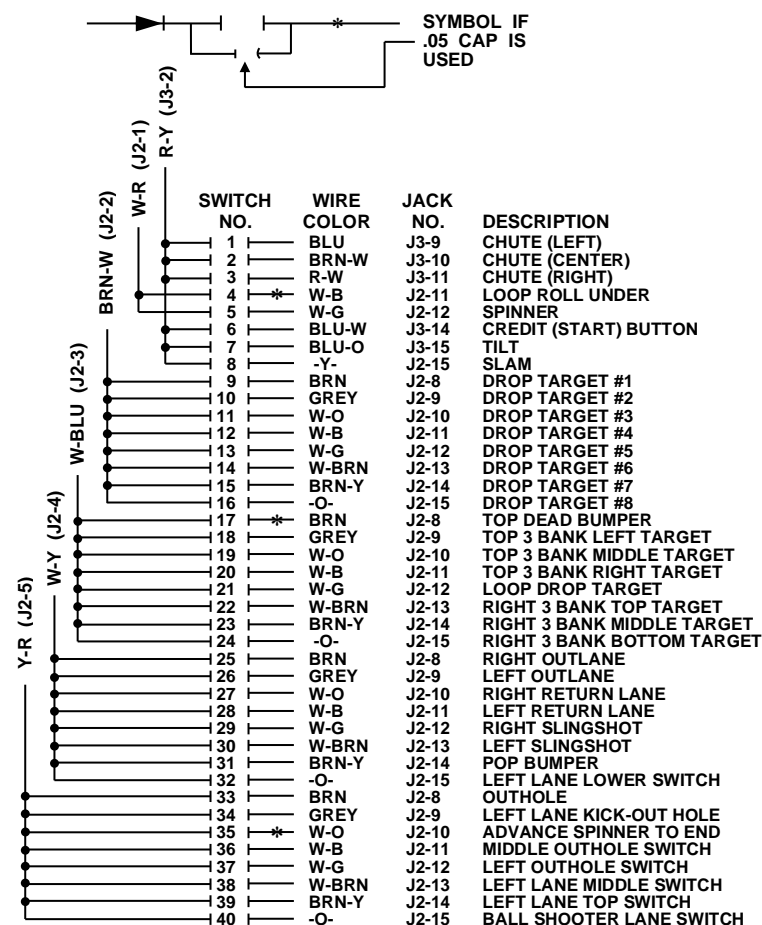 SYMBOL IF
.05 CAP IS
USED
R-Y (J3-2)
W-R (J2-1)
BRN-W (J2-2)
W-BLU (J2-3)
W-Y (J2-4)
Y-R (J2-5)
SWITCH WIRE JACK
NO. COLOR NO. DESCRIPTION
1 BLU J3-9 CHUTE (LEFT)
2 BRN-W J3-10 CHUTE (CENTER)
3 R-W J3-11 CHUTE (RIGHT)
4 * W-B J2-11 LOOP ROLL UNDER
5 W-G J2-12 SPINNER
6 BLU-W J3-14 CREDIT (START) BUTTON
7 BLU-O J3-15 TILT
8 -Y- J2-15 SLAM
9 BRN J2-8 DROP TARGET #1
10 GREY J2-9 DROP TARGET #2
11 W-O J2-10 DROP TARGET #3
12 W-B J2-11 DROP TARGET #4
13 W-G J2-12 DROP TARGET #5
14 W-BRN J2-13 DROP TARGET #6
15 BRN-Y J2-14 DROP TARGET #7
16 -O- J2-15 DROP TARGET #8
17 * BRN J2-8 TOP DEAD BUMPER
18 GREY J2-9 TOP 3 BANK LEFT TARGET
19 W-O J2-10 TOP 3 BANK MIDDLE TARGET
20 W-B J2-11 TOP 3 BANK RIGHT TARGET
21 W-G J2-12 LOOP DROP TARGET
22 W-BRN J2-13 RIGHT 3 BANK TOP TARGET
23 BRN-Y J2-14 RIGHT 3 BANK MIDDLE TARGET
24 -O- J2-15 RIGHT 3 BANK BOTTOM TARGET
25 BRN J2-8 RIGHT OUTLANE
26 GREY J2-9 LEFT OUTLANE
27 W-O J2-10 RIGHT RETURN LANE
28 W-B J2-11 LEFT RETURN LANE
29 W-G J2-12 RIGHT SLINGSHOT
30 W-BRN J2-13 LEFT SLINGSHOT
31 BRN-Y J2-14 POP BUMPER
32 -O- J2-15 LEFT LANE LOWER SWITCH
33 BRN J2-8 OUTHOLE
34 GREY J2-9 LEFT LANE KICK-OUT HOLE
35 * W-O J2-10 ADVANCE SPINNER TO END
36 W-B J2-11 MIDDLE OUTHOLE SWITCH
37 W-G J2-12 LEFT OUTHOLE SWITCH
38 W-BRN J2-13 LEFT LANE MIDDLE SWITCH
39 BRN-Y J2-14 LEFT LANE TOP SWITCH
40 -O- J2-15 BALL SHOOTER LANE SWITCH